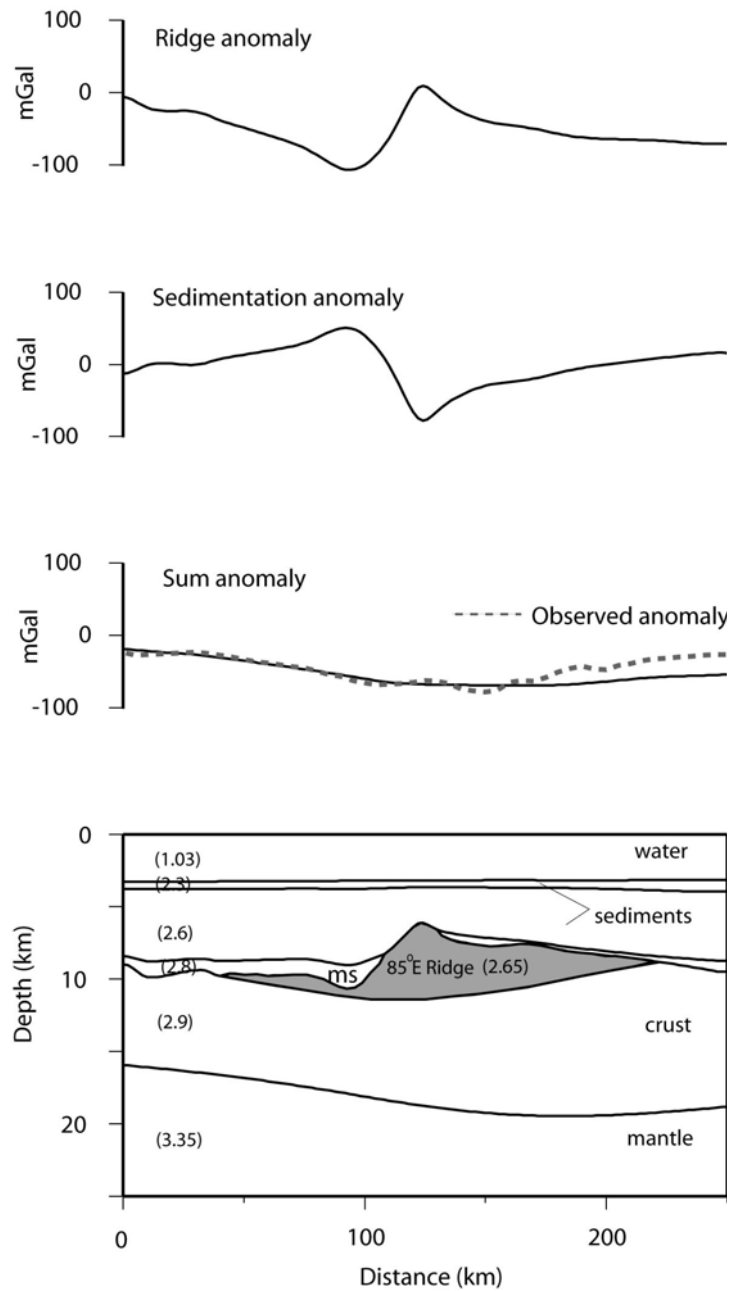 100
Ridge anomaly
mGal
0
-100
100
Sedimentation anomaly
mGal
0
-100
100
Sum anomaly
Observed anomaly
mGal
0
-100
0
water
(1.03)
(2.3)
sediments
(2.6)
85°E Ridge (2.65)
ms
(2.8)
10
Depth (km)
(2.9)
crust
20
(3.35)
mantle
0
100
200
Distance (km)